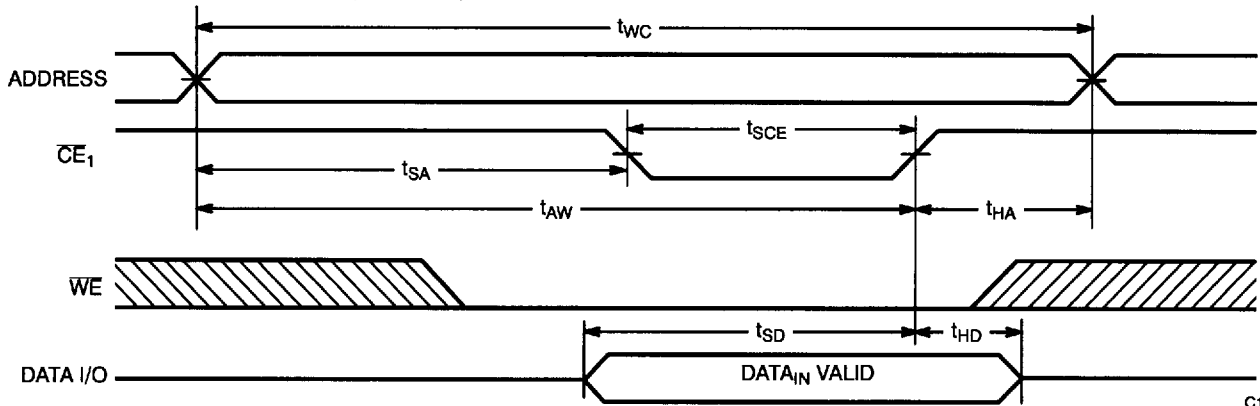 tWC
ADDRESS
CE1
tSCE
tSA
tAW
tHA
WE
tSD
tHD
DATA I/O
DATAIN VALID